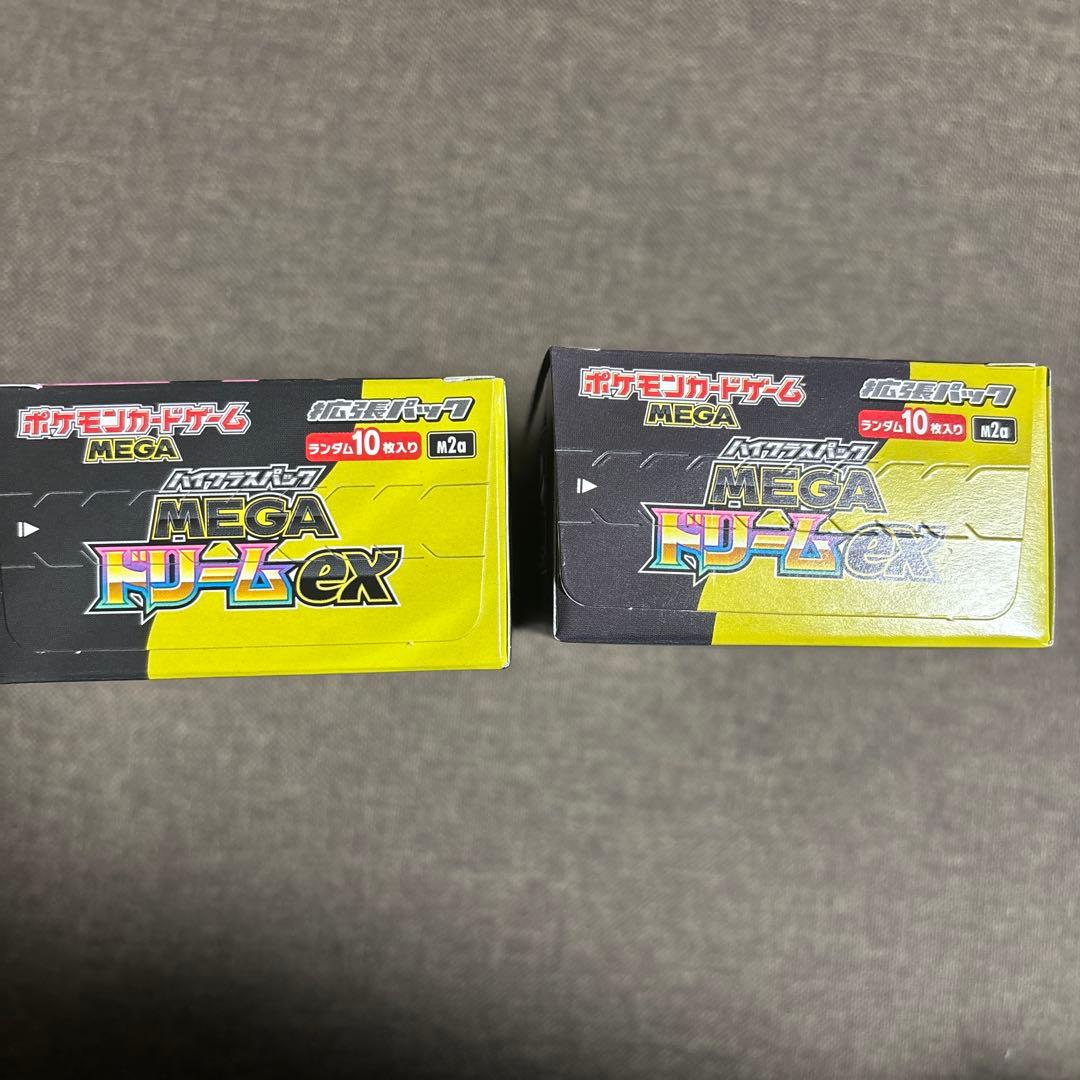 ポケモンカードゲーム
MEGA
拡張パック
ランダム10枚入り
M2a
ハイクラスパック
MEGA
ドリームex
ポケモンカードゲーム
MEGA
拡張パック
ランダム10枚入り
M2a
ハイクラスパック
MEGA
ドリームex